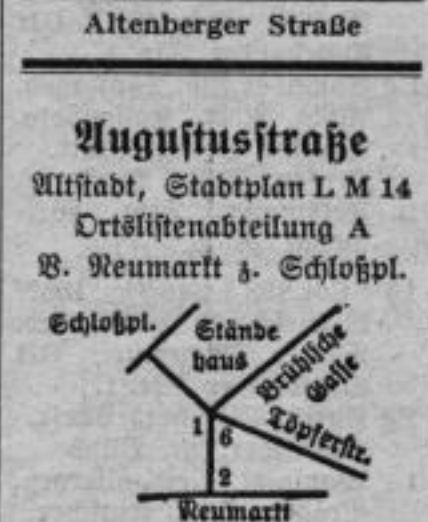 Altenberger Straße
Augustusstraße
Altstadt, Stadtplan L M 14
Ortslistenabteilung A
V. Neumarkt z. Schloßpl.
Schloßpl.
Stände
haus
Brühlsche
Gasse
Töpferstr.
1
6
2
Neumarkt